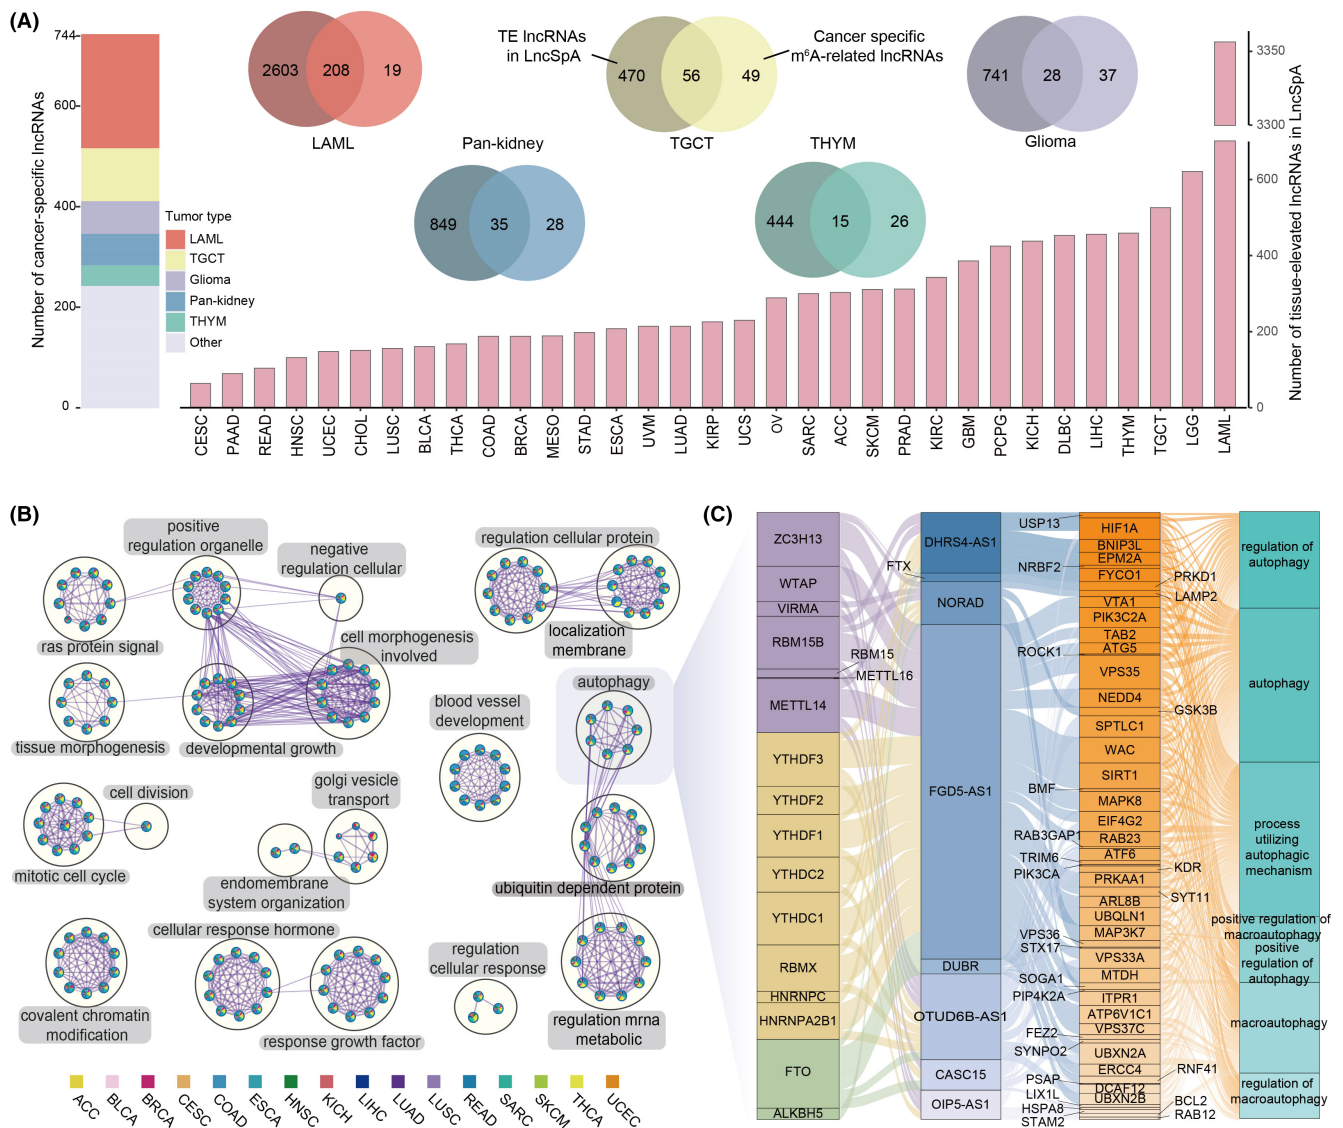 (A)
744
600
400
200
0
Number of cancer-specific lncRNAs
Tumor type
LAML
TGCT
Glioma
Pan-kidney
THYM
Other
2603
208
19
LAML
849
35
28
Pan-kidney
TE lncRNAs
in LncSpA
Cancer specific
m⁶A-related lncRNAs
470
56
49
TGCT
444
15
26
THYM
741
28
37
Glioma
3350
3300
600
400
200
0
Number of tissue-elevated lncRNAs in LncSpA
CESC
PAAD
READ
HNSC
UCEC
CHOL
LUSC
BLCA
THCA
COAD
BRCA
MESO
STAD
ESCA
UVM
LUAD
KIRP
UCS
OV
SARC
ACC
SKCM
PRAD
KIRC
GBM
PCPG
KICH
DLBC
LIHC
THYM
TGCT
LGG
LAML
(B)
positive
regulation organelle
negative
regulation cellular
ras protein signal
cell morphogenesis
involved
tissue morphogenesis
developmental growth
regulation cellular protein
localization
membrane
autophagy
blood vessel
development
cell division
golgi vesicle
transport
mitotic cell cycle
endomembrane
system organization
ubiquitin dependent protein
cellular response hormone
regulation
cellular response
covalent chromatin
modification
response growth factor
regulation mrna
metabolic
ACC
BLCA
BRCA
CESC
COAD
ESCA
HNSC
KICH
LIHC
LUAD
LUSC
READ
SARC
SKCM
THCA
UCEC
(C)
ZC3H13
WTAP
VIRMA
RBM15B
RBM15
METTL16
METTL14
YTHDF3
YTHDF2
YTHDF1
YTHDC2
YTHDC1
RBMX
HNRNPC
HNRNPA2B1
FTO
ALKBH5
DHRS4-AS1
FTX
NORAD
FGD5-AS1
DUBR
OTUD6B-AS1
CASC15
OIP5-AS1
USP13
HIF1A
BNIP3L
EPM2A
NRBF2
FYCO1
PRKD1
LAMP2
VTA1
PIK3C2A
TAB2
ATG5
ROCK1
VPS35
NEDD4
GSK3B
SPTLC1
WAC
SIRT1
BMF
MAPK8
EIF4G2
RAB3GAP1
RAB23
ATF6
TRIM6
KDR
PIK3CA
PRKAA1
SYT11
ARL8B
UBQLN1
MAP3K7
VPS36
STX17
VPS33A
MTDH
SOGA1
PIP4K2A
ITPR1
ATP6V1C1
VPS37C
FEZ2
SYNPO2
UBXN2A
ERCC4
RNF41
PSAP
DCAF12
LIX1L
UBXN2B
BCL2
HSPA8
RAB12
STAM2
regulation of
autophagy
autophagy
process
utilizing
autophagic
mechanism
positive regulation of
macroautophagy
positive
regulation of
autophagy
macroautophagy
regulation of
macroautophagy